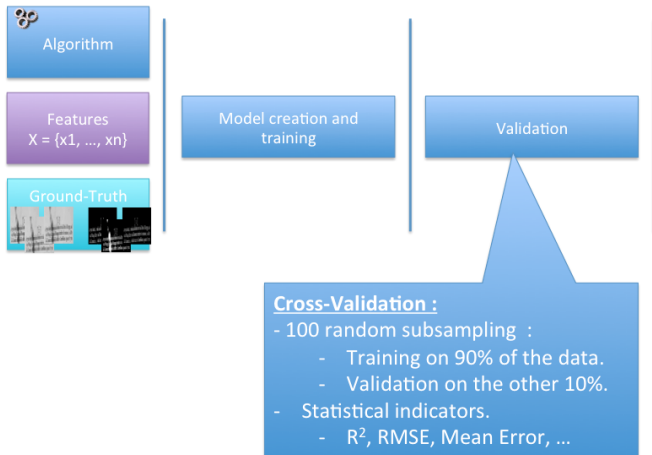 Algorithm
Features
X = {x1, ..., xn}
Ground-Truth
Model creation and
training
Validation
Cross-Validation :
- 100 random subsampling :
- Training on 90% of the data.
- Validation on the other 10%.
- Statistical indicators.
- R², RMSE, Mean Error, ...